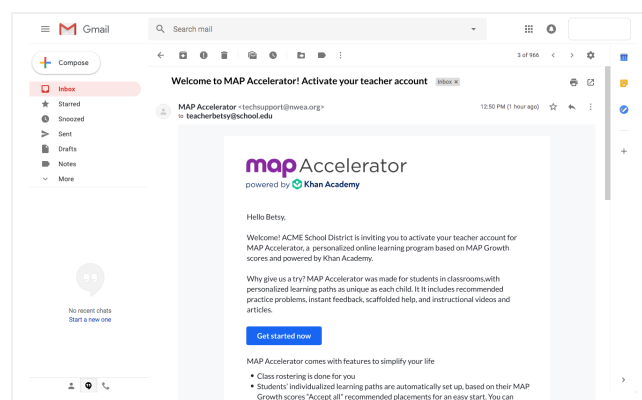 Gmail
Search mail
Compose
3 of 966
Inbox
Starred
Snoozed
Sent
Drafts
Notes
More
Welcome to MAP Accelerator! Activate your teacher account Inbox x
MAP Accelerator <techsupport@nwea.org> 12:50 PM (1 hour ago)
to teacherbetsy@school.edu
map Accelerator
powered by Khan Academy
Hello Betsy,
Welcome! ACME School District is inviting you to activate your teacher account for
MAP Accelerator, a personalized online learning program based on MAP Growth
scores and powered by Khan Academy.
Why give us a try? MAP Accelerator was made for students in classrooms,with
personalized learning paths as unique as each child. It It includes recommended
practice problems, instant feedback, scaffolded help, and instructional videos and
articles.
Get started now
MAP Accelerator comes with features to simplify your life
• Class rostering is done for you
• Students' individualized learning paths are automatically set up, based on their MAP
Growth scores "Accept all" recommended placements for an easy start. You can
No recent chats
Start a new one